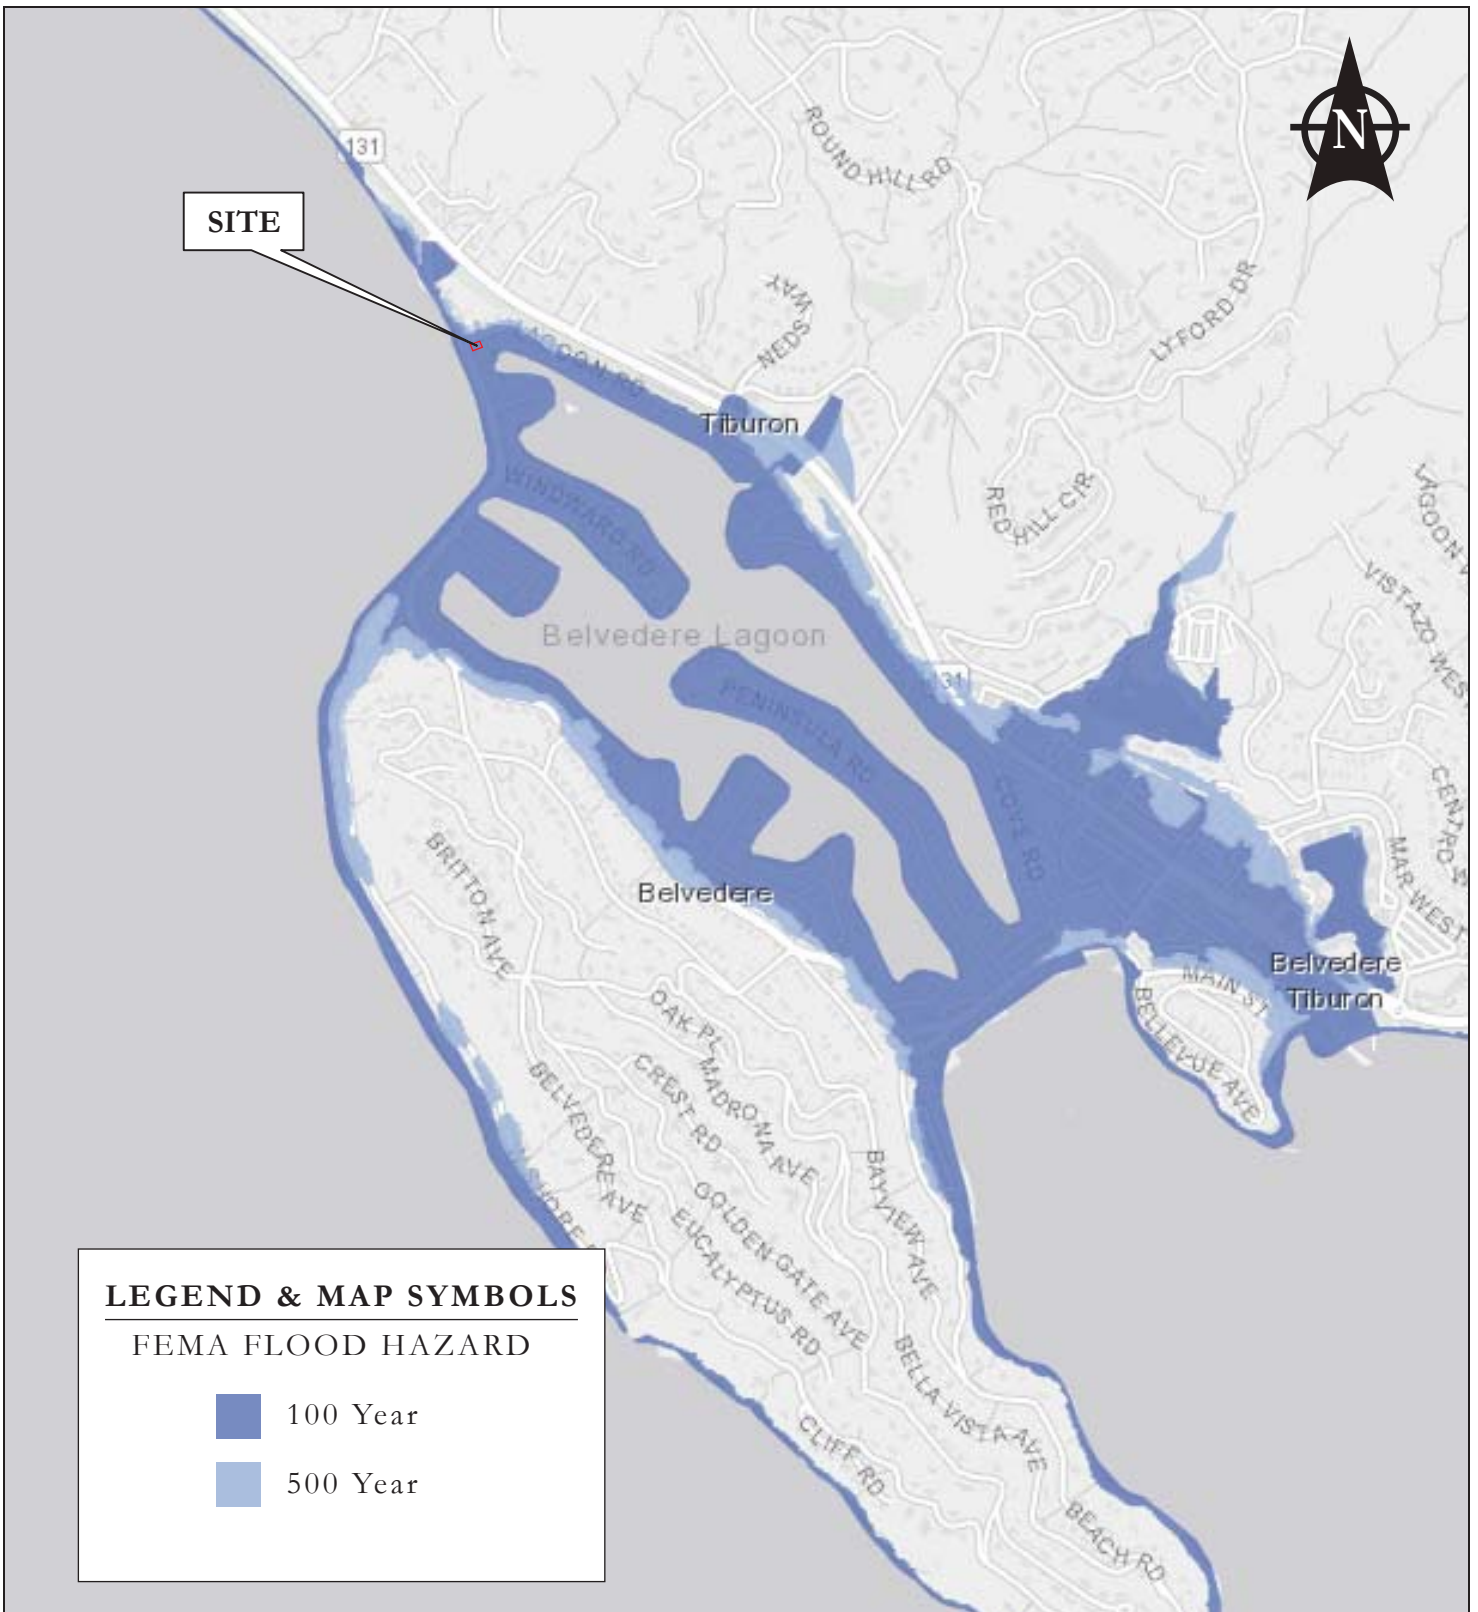 N
131
SITE
ROUND HILL RD
NEDS WAY
LYFORD DR
LAGOON RD
Tiburon
WINDWARD RD
RED HILL CIR
VISTAZO WES
Belvedere Lagoon
131
PENINSULA RD
COVE RD
MAR WEST
BRITTON AVE
Belvedere
Belvedere
Tiburon
MAIN ST
BELLEVUE AVE
OAK PL
MADRONA AVE
CREST RD
BELVEDERE AVE
BAYVIEW AVE
GOLDEN GATE AVE
EUCALYPTUS RD
BELLA VISTA AVE
CLIFF RD
BEACH RD
LEGEND & MAP SYMBOLS
FEMA FLOOD HAZARD
100 Year
500 Year